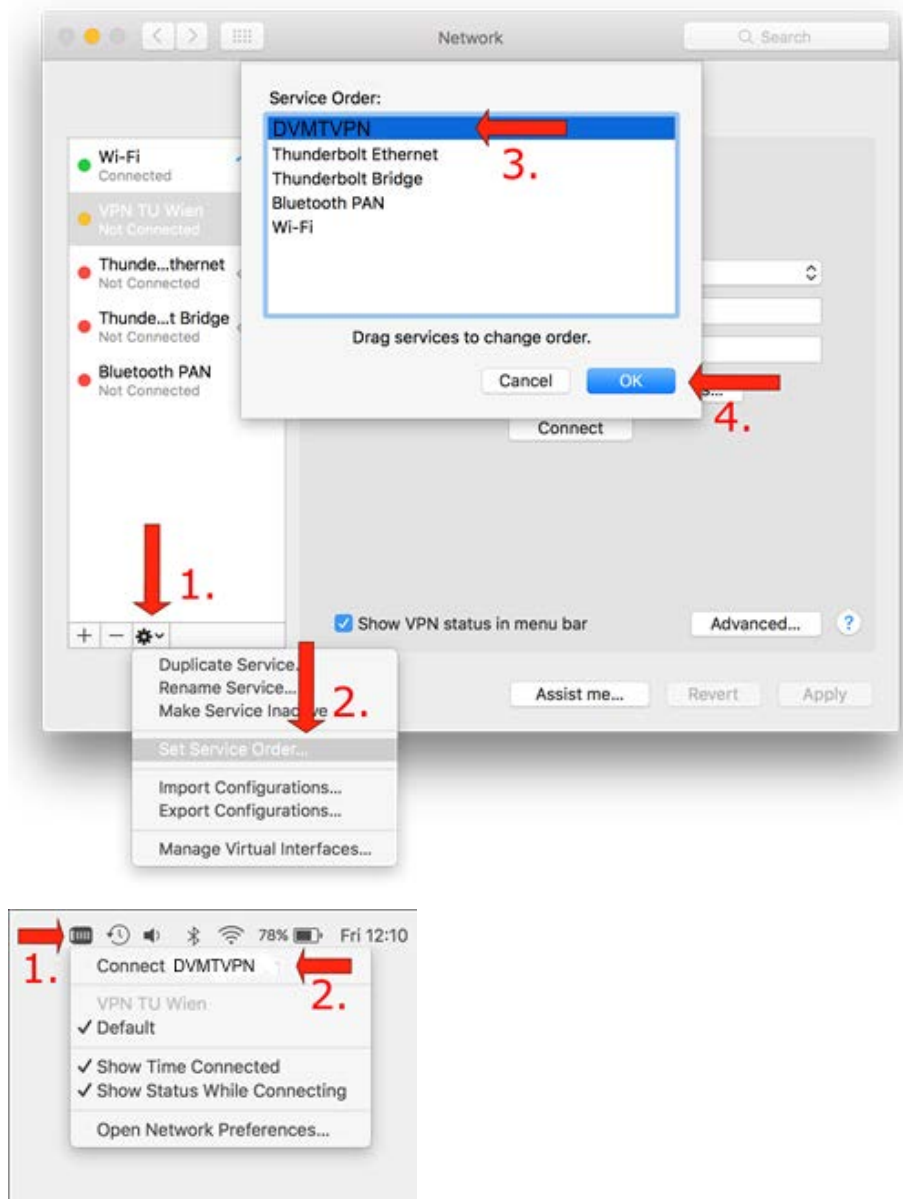 Network
Search
Service Order:
DVMTVPN
Thunderbolt Ethernet
Thunderbolt Bridge
Bluetooth PAN
Wi-Fi
3.
Drag services to change order.
Cancel
OK
4.
Wi-Fi
Connected
VPN TU Wien
Not Connected
Thunde...thernet
Not Connected
Thunde...t Bridge
Not Connected
Bluetooth PAN
Not Connected
Connect
1.
Show VPN status in menu bar
Advanced...
?
Assist me...
Revert
Apply
Duplicate Service.
Rename Service...
Make Service
2.
Set Service Order...
Import Configurations...
Export Configurations...
Manage Virtual Interfaces...
78%
Fri 12:10
1.
Connect DVMTVPN
2.
VPN TU Wien
✓ Default
✓ Show Time Connected
✓ Show Status While Connecting
Open Network Preferences...